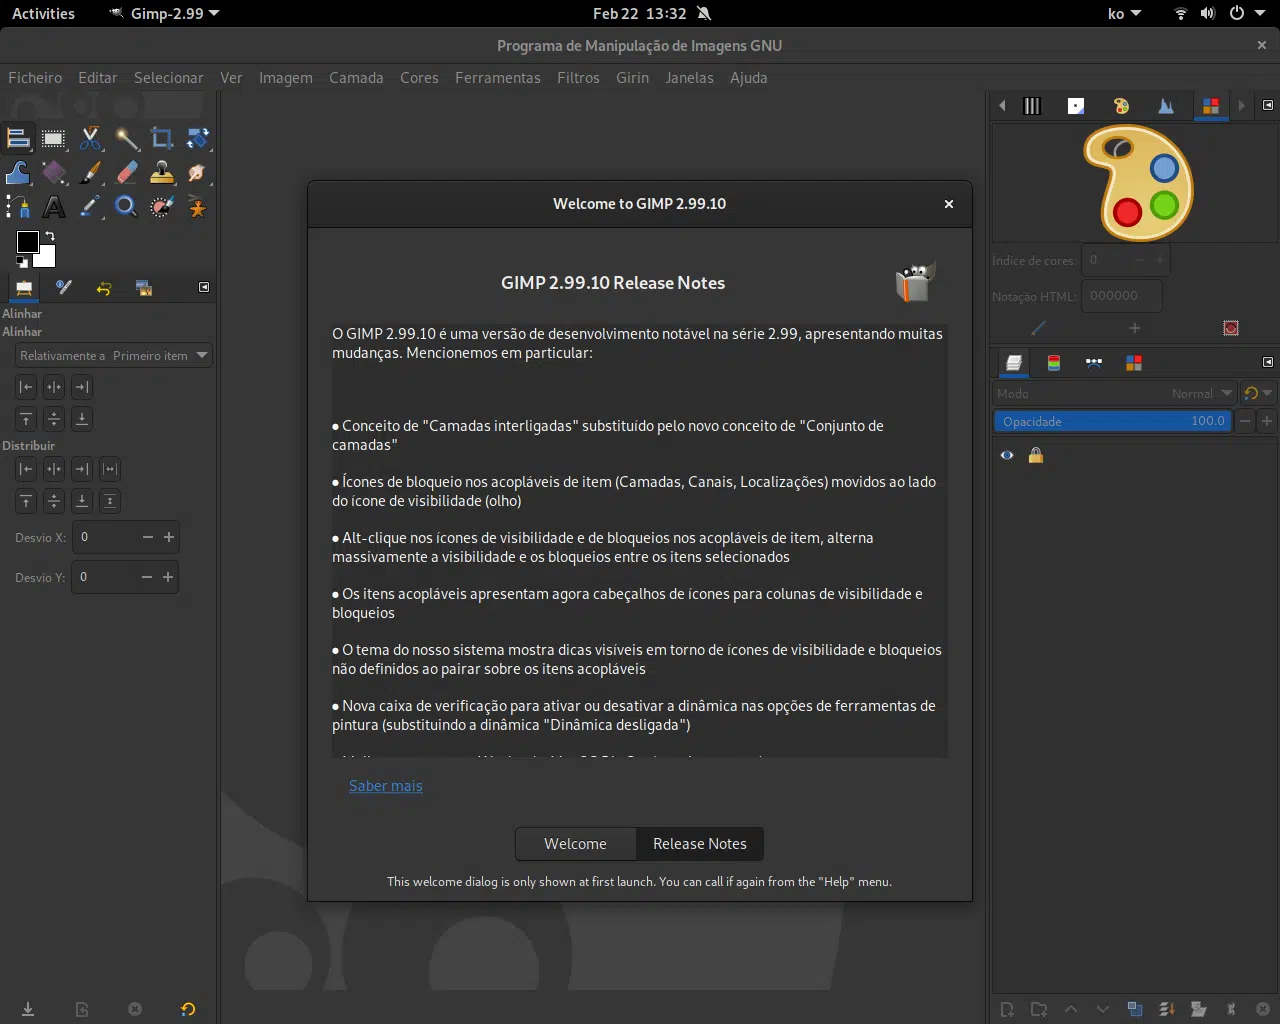 Activities Gimp-2.99 Feb 22 13:32 ko
Programa de Manipulação de Imagens GNU
Ficheiro Editar Selecionar Ver Imagem Camada Cores Ferramentas Filtros Girin Janelas Ajuda
Alinhar
Alinhar
Relativamente a Primeiro item
Distribuir
Desvio X: 0
Desvio Y: 0
Welcome to GIMP 2.99.10
GIMP 2.99.10 Release Notes
O GIMP 2.99.10 é uma versão de desenvolvimento notável na série 2.99, apresentando muitas
mudanças. Mencionemos em particular:
● Conceito de "Camadas interligadas" substituído pelo novo conceito de "Conjunto de
camadas"
● Ícones de bloqueio nos acopláveis de item (Camadas, Canais, Localizações) movidos ao lado
do ícone de visibilidade (olho)
● Alt-clique nos ícones de visibilidade e de bloqueios nos acopláveis de item, alterna
massivamente a visibilidade e os bloqueios entre os itens selecionados
● Os itens acopláveis apresentam agora cabeçalhos de ícones para colunas de visibilidade e
bloqueios
● O tema do nosso sistema mostra dicas visíveis em torno de ícones de visibilidade e bloqueios
não definidos ao pairar sobre os itens acopláveis
● Nova caixa de verificação para ativar ou desativar a dinâmica nas opções de ferramentas de
pintura (substituindo a dinâmica "Dinâmica desligada")
Saber mais
Welcome Release Notes
This welcome dialog is only shown at first launch. You can call if again from the "Help" menu.
Índice de cores: 0
Notação HTML: 000000
Modo Normal
Opacidade 100.0